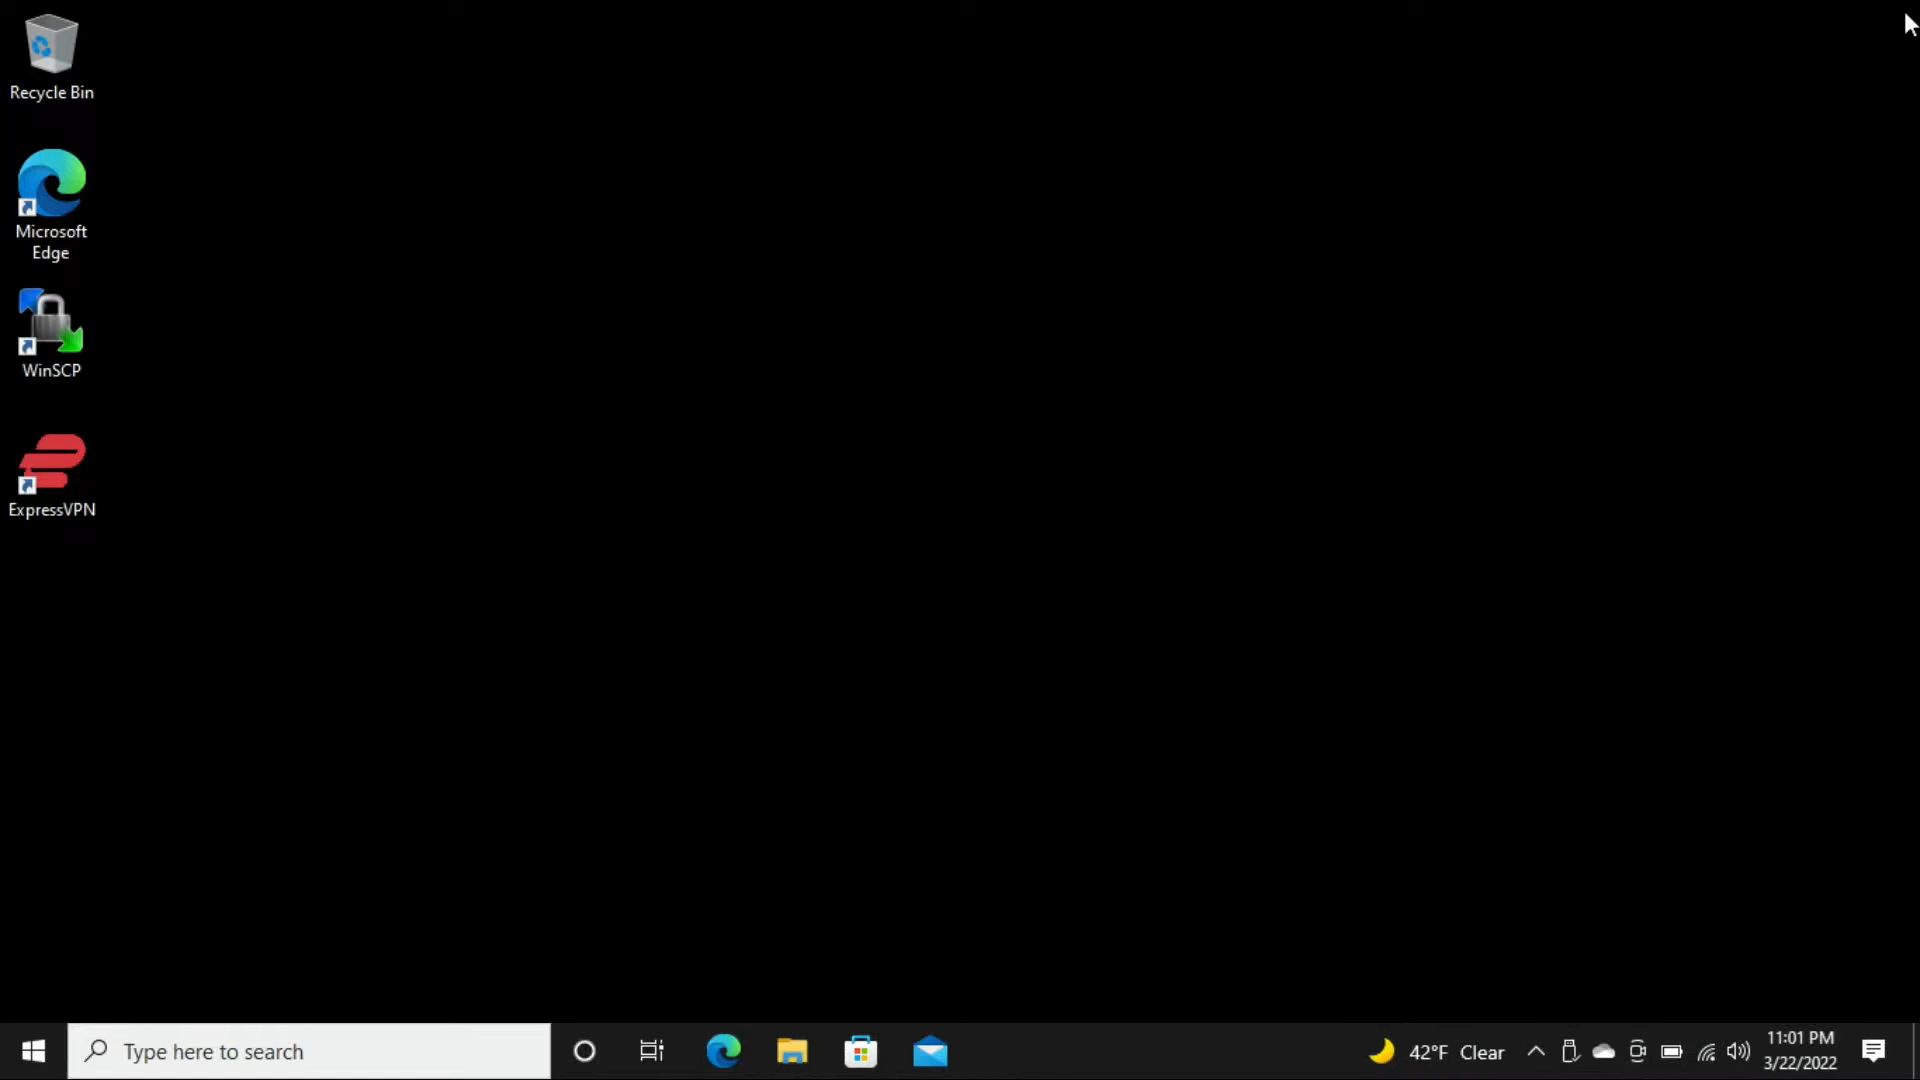 Recycle Bin
Microsoft
Edge
WinSCP
ExpressVPN
Type here to search
42°F Clear
11:01 PM
3/22/2022